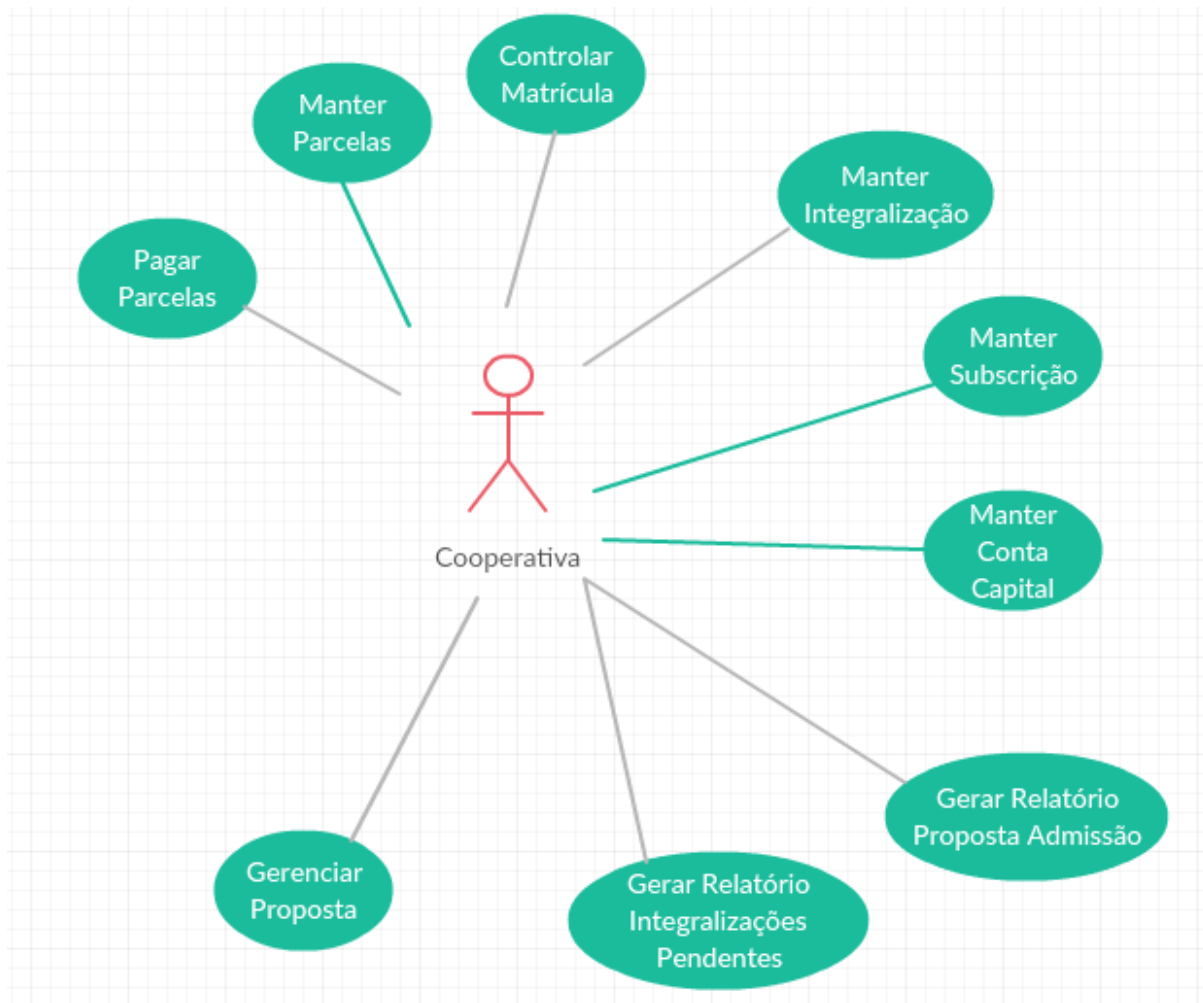 Controlar
Matrícula
Manter
Parcelas
Manter
Integralização
Pagar
Parcelas
Manter
Subscrição
Manter
Conta
Capital
Cooperativa
Gerar Relatório
Proposta Admissão
Gerenciar
Proposta
Gerar Relatório
Integralizações
Pendentes